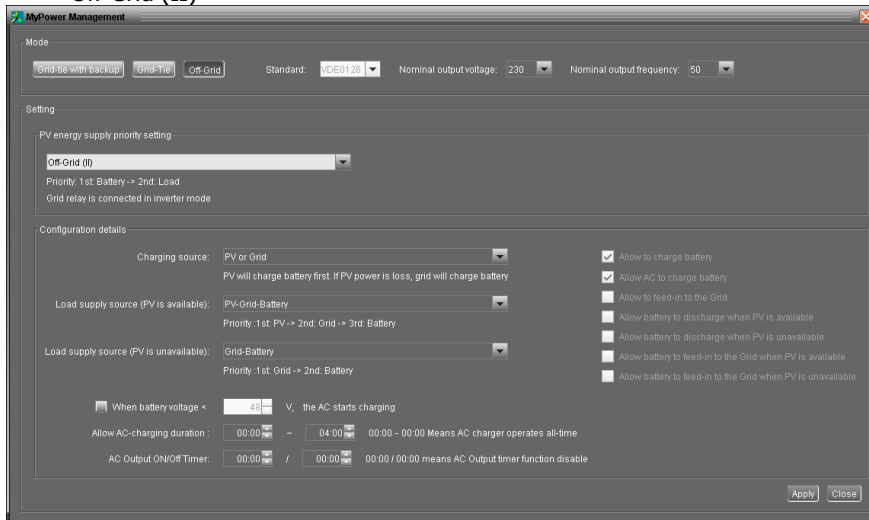 Off-Grid (II)
MyPower Management
Mode
Grid-tie with backup Grid-Tie Off-Grid Standard: VDE0126 Nominal output voltage: 230 Nominal output frequency: 50
Setting
PV energy supply priority setting
Off-Grid (II)
Priority: 1st: Battery -> 2nd: Load
Grid relay is connected in inverter mode
Configuration details
Charging source: PV or Grid
PV will charge battery first. If PV power is loss, grid will charge battery
Load supply source (PV is available): PV-Grid-Battery
Priority :1st: PV -> 2nd: Grid -> 3rd: Battery
Load supply source (PV is unavailable): Grid-Battery
Priority :1st: Grid -> 2nd: Battery
Allow to charge battery
Allow AC to charge battery
Allow to feed-in to the Grid
Allow battery to discharge when PV is available
Allow battery to discharge when PV is unavailable
Allow battery to feed-in to the Grid when PV is available
Allow battery to feed-in to the Grid when PV is unavailable
When battery voltage < 48 V, the AC starts charging
Allow AC-charging duration : 00:00 ~ 04:00 00:00 - 00:00 Means AC charger operates all-time
AC Output ON/Off Timer: 00:00 / 00:00 00:00 / 00:00 means AC Output timer function disable
Apply Close